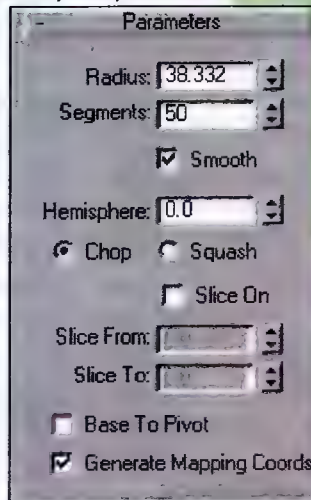 - Parameters
Radius: 38.332
Segments: 50
Smooth
Hemisphere: 0.0
Chop Squash
Slice On
Slice From:
Slice To:
Base To Pivot
Generate Mapping Coords